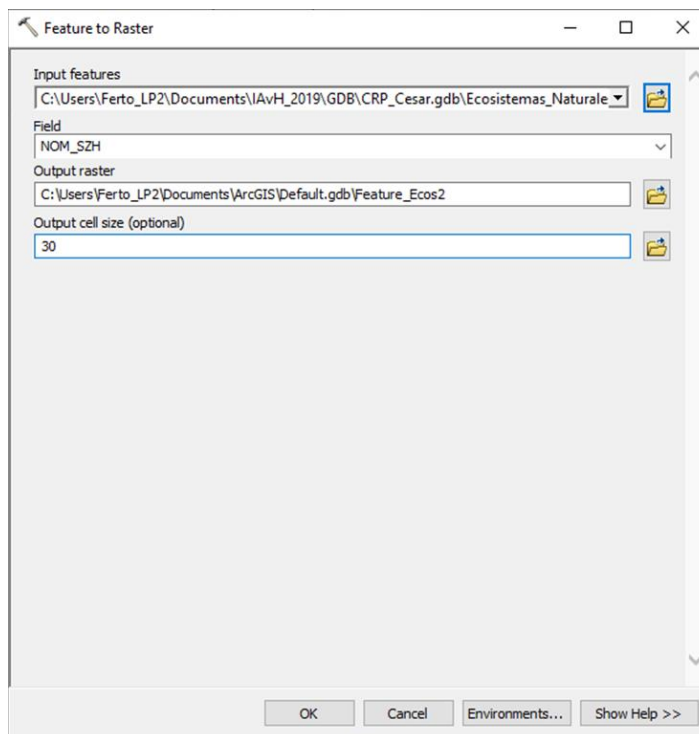 Feature to Raster
Input features
C:\Users\Ferto_LP2\Documents\IAvH_2019\GDB\CRP_Cesar.gdb\Ecosistemas_Naturale
Field
NOM_SZH
Output raster
C:\Users\Ferto_LP2\Documents\ArcGIS\Default.gdb\Feature_Ecos2
Output cell size (optional)
30
OK Cancel Environments... Show Help >>